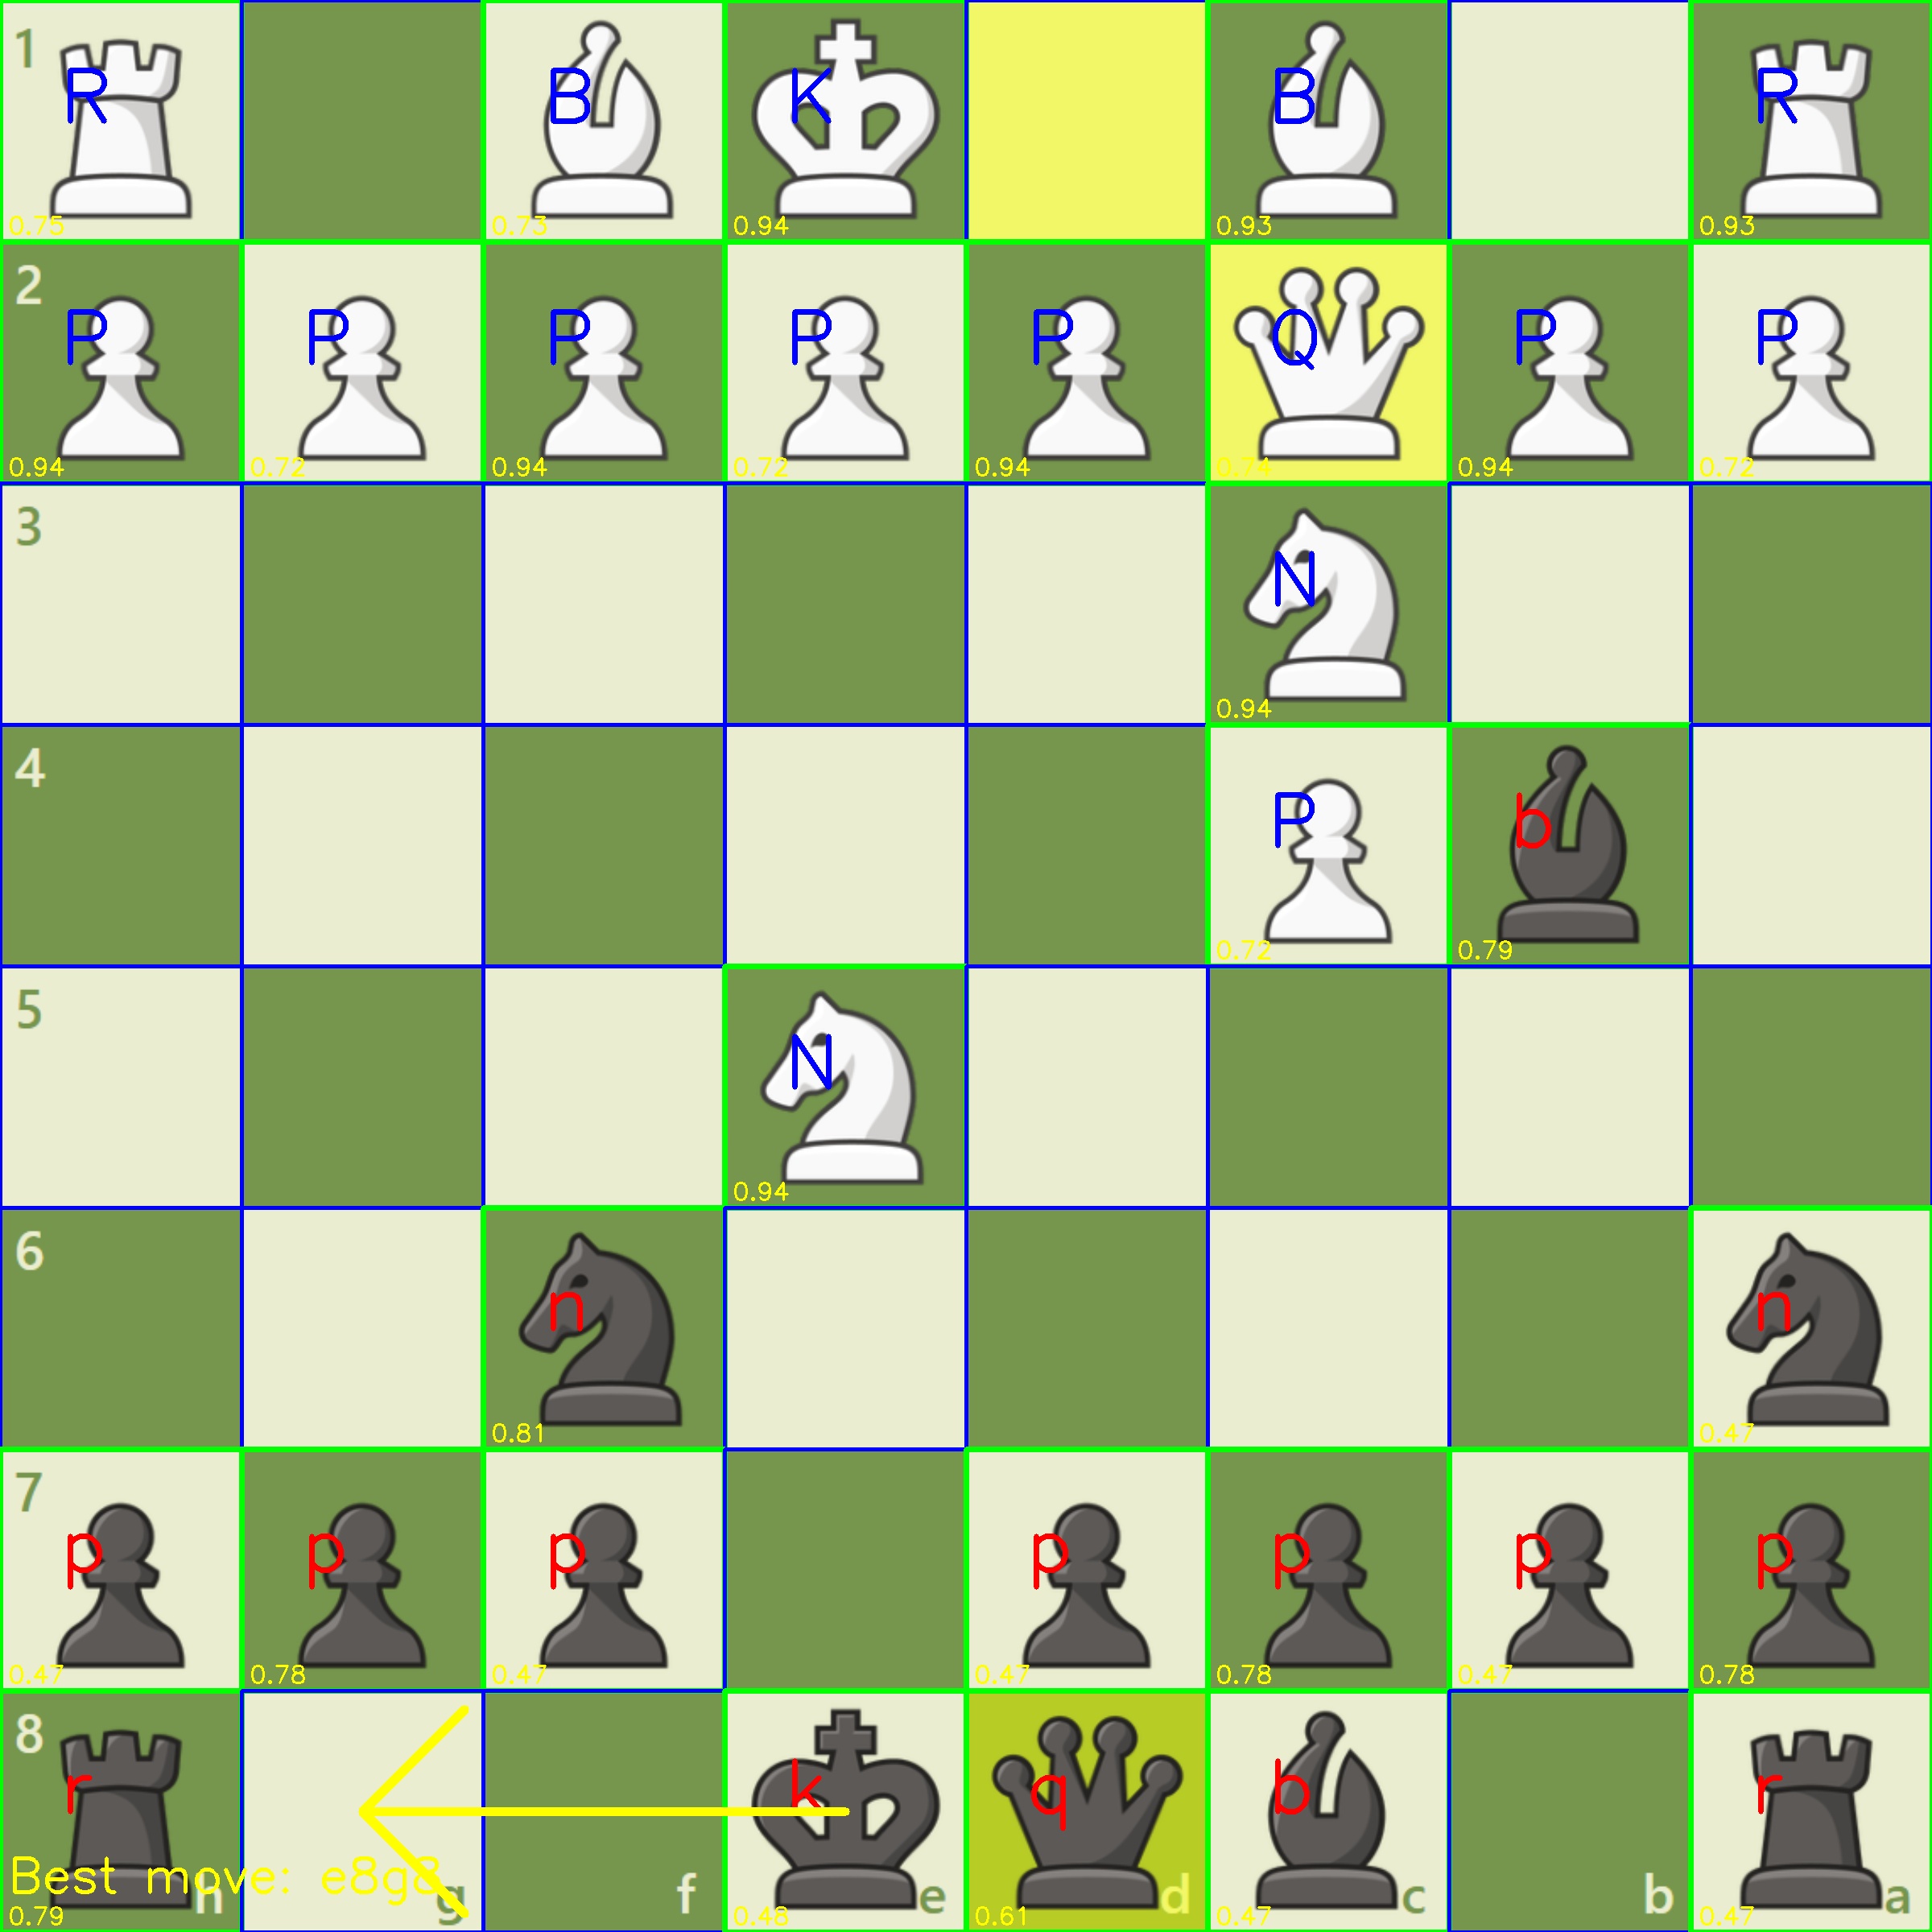 1 R B K B R
0.75 0.73 0.94 0.93 0.93
2 P P P P P Q P P
0.94 0.72 0.94 0.72 0.94 0.74 0.94 0.72
3 N
0.94
4 P b
0.72 0.79
5 N
0.94
6 n n
0.81 0.47
7 p p p p p p p
0.47 0.78 0.47 0.47 0.78 0.47 0.78
8 r k q b r
Best move: e8g8
h g f e d c b a
0.79 0.48 0.61 0.47 0.47